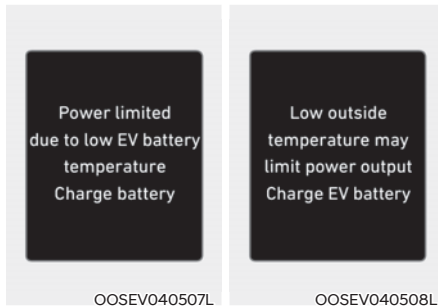 Power limited
due to low EV battery
temperature
Charge battery
OOSEV040507L
Low outside
temperature may
limit power output
Charge EV battery
OOSEV040508L